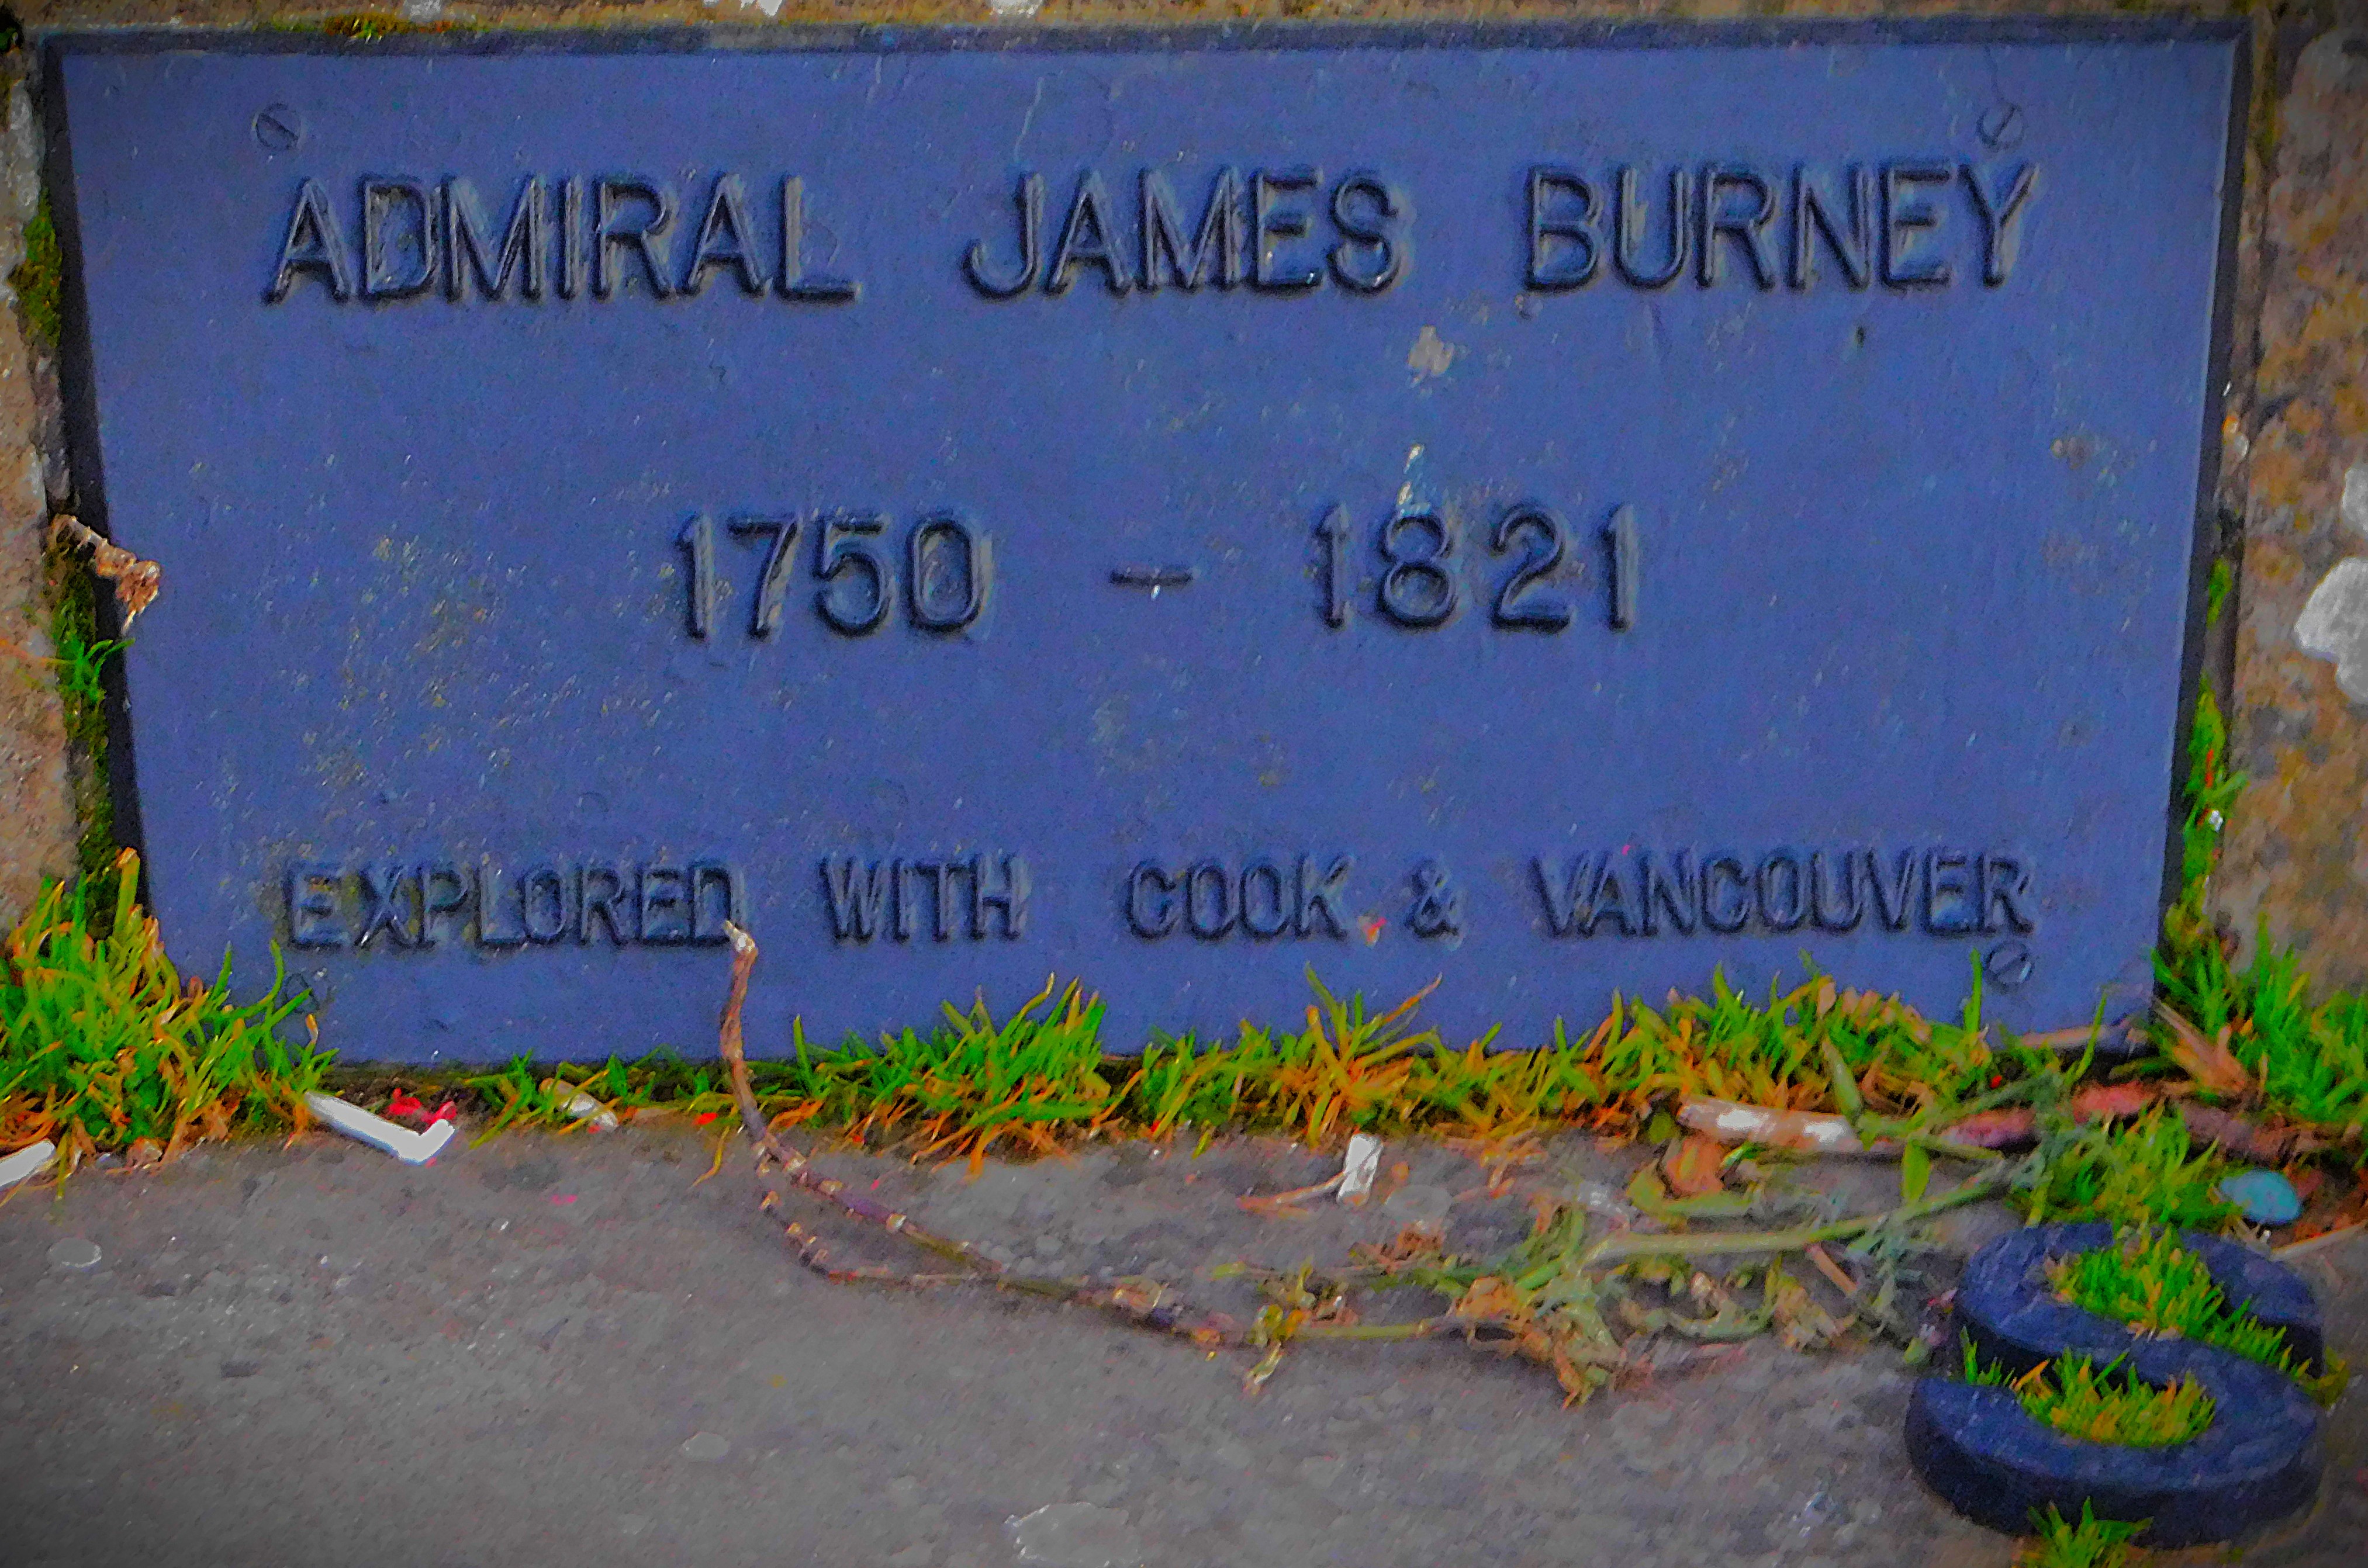 ADMIRAL JAMES BURNEY
1750 - 1821
EXPLORED WITH COOK & VANCOUVER
S